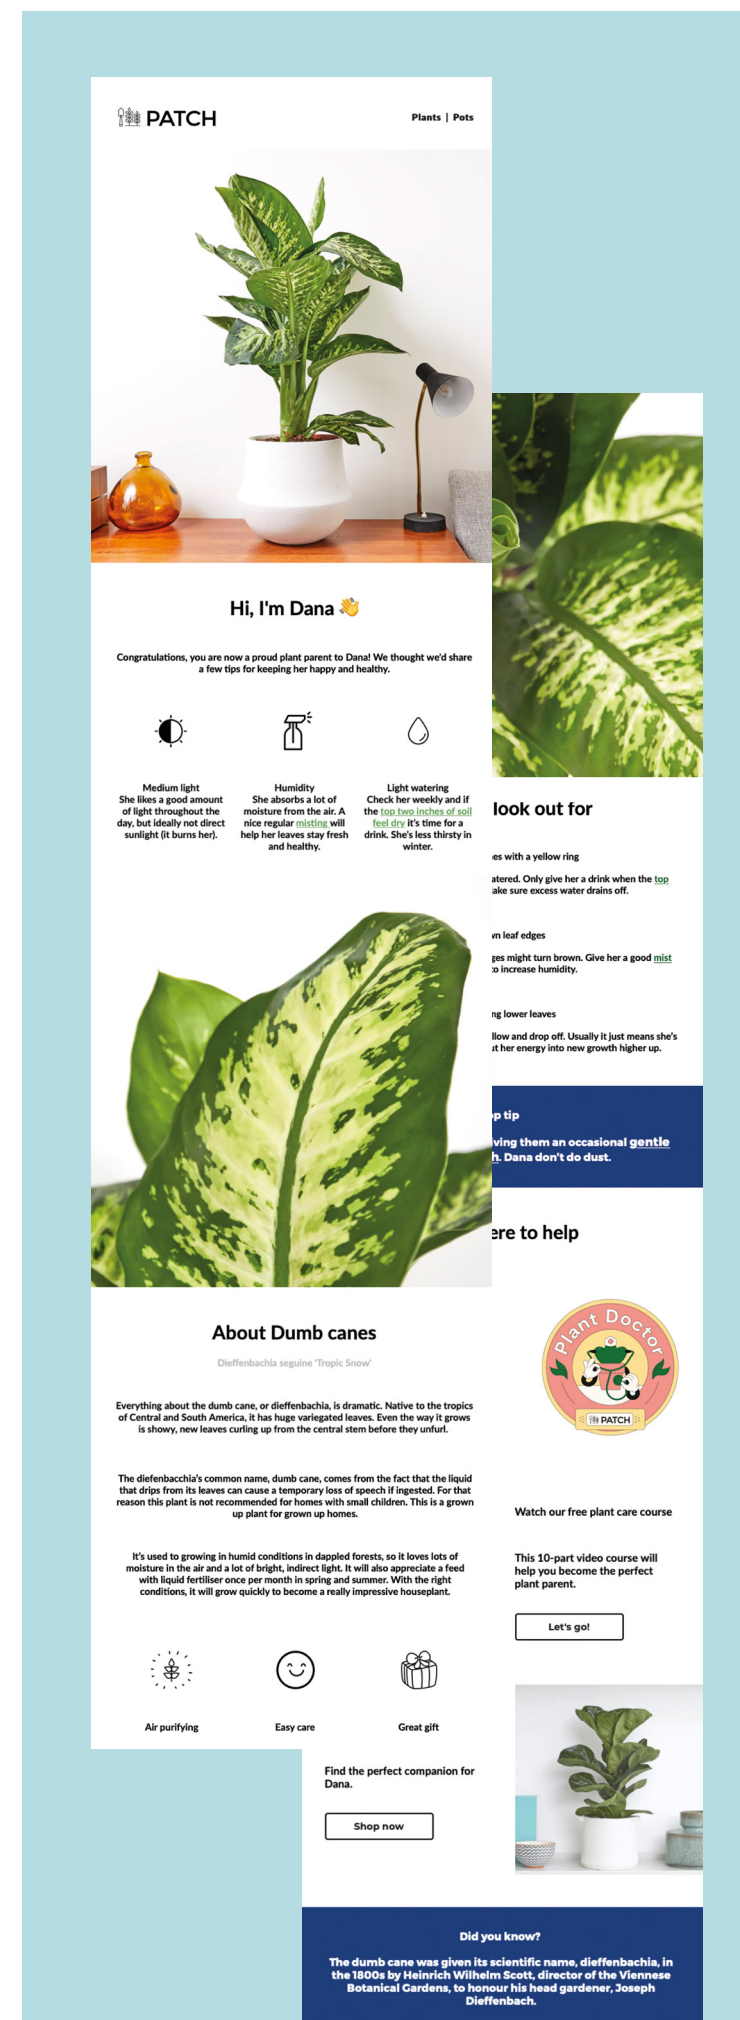 PATCH
Plants | Pots
Hi, I'm Dana 👋
Congratulations, you are now a proud plant parent to Dana! We thought we'd share
a few tips for keeping her happy and healthy.
Medium light
She likes a good amount
of light throughout the
day, but ideally not direct
sunlight (it burns her).
Humidity
She absorbs a lot of
moisture from the air. A
nice regular misting will
help her leaves stay fresh
and healthy.
Light watering
Check her weekly and if
the top two inches of soil
feel dry it's time for a
drink. She's less thirsty in
winter.
About Dumb canes
Dieffenbachia seguine 'Tropic Snow'
Everything about the dumb cane, or dieffenbachia, is dramatic. Native to the tropics
of Central and South America, it has huge variegated leaves. Even the way it grows
is showy, new leaves curling up from the central stem before they unfurl.
The diefenbacchia's common name, dumb cane, comes from the fact that the liquid
that drips from its leaves can cause a temporary loss of speech if ingested. For that
reason this plant is not recommended for homes with small children. This is a grown
up plant for grown up homes.
It's used to growing in humid conditions in dappled forests, so it loves lots of
moisture in the air and a lot of bright, indirect light. It will also appreciate a feed
with liquid fertiliser once per month in spring and summer. With the right
conditions, it will grow quickly to become a really impressive houseplant.
Air purifying
Easy care
Great gift
look out for
es with a yellow ring
atered. Only give her a drink when the top
ake sure excess water drains off.
vn leaf edges
ges might turn brown. Give her a good mist
to increase humidity.
ng lower leaves
llow and drop off. Usually it just means she's
ut her energy into new growth higher up.
op tip
iving them an occasional gentle
h. Dana don't do dust.
ere to help
Plant Doctor
PATCH
Watch our free plant care course
This 10-part video course will
help you become the perfect
plant parent.
Let's go!
Find the perfect companion for
Dana.
Shop now
Did you know?
The dumb cane was given its scientific name, dieffenbachia, in
the 1800s by Heinrich Wilhelm Scott, director of the Viennese
Botanical Gardens, to honour his head gardener, Joseph
Dieffenbach.